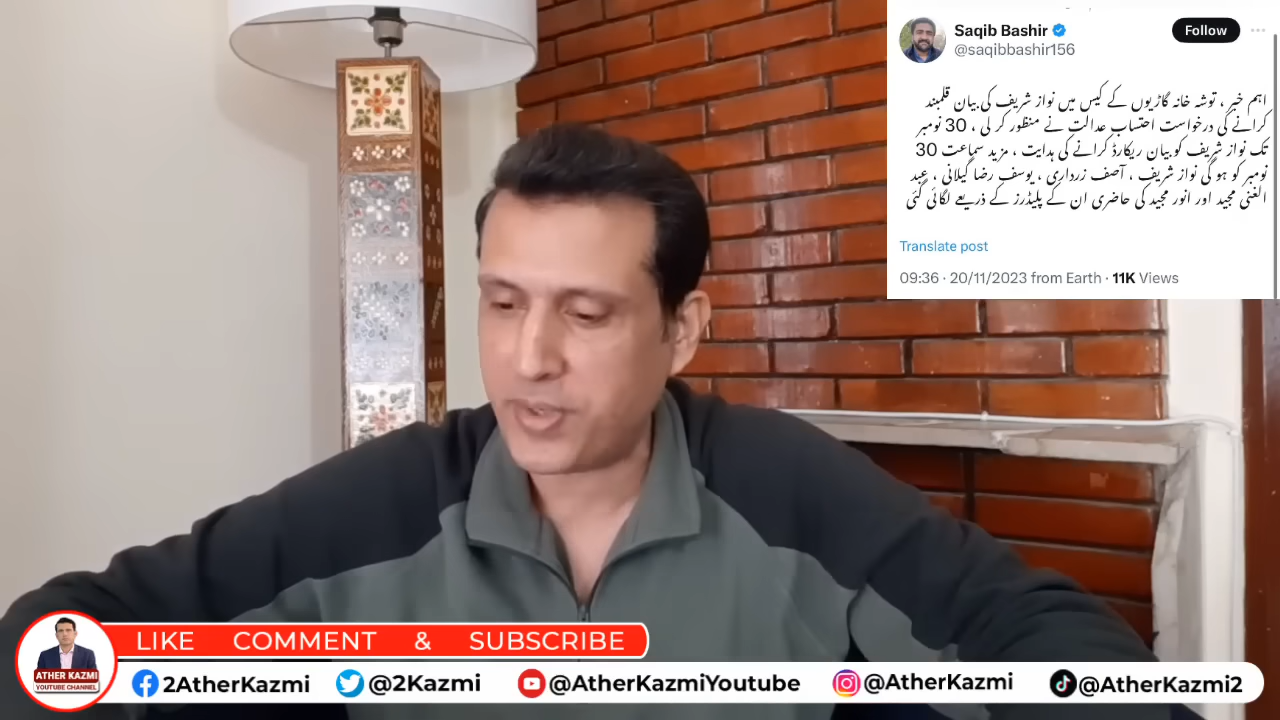 Saqib Bashir
@saqibbashir156
Follow
اہم خبر ، توشہ خانہ گاڑیوں کے کیس میں نواز شریف کی بیان قلمبند
کرانے کی درخواست احتساب عدالت نے منظور کر لی ، 30 نومبر
تک نواز شریف کو بیان ریکارڈ کرانے کی ہدایت ، مزید سماعت 30
نومبر کو ہو گی نواز شریف ، آصف زرداری ، یوسف رضا گیلانی ، عبد
الغنی مجید اور انور مجید کی حاضری ان کے پلیڈرز کے ذریعے لگائی گئی
Translate post
09:36 · 20/11/2023 from Earth · 11K Views
LIKE COMMENT & SUBSCRIBE
ATHER KAZMI
YOUTUBE CHANNEL
2AtherKazmi @2Kazmi @AtherKazmiYoutube @AtherKazmi @AtherKazmi2